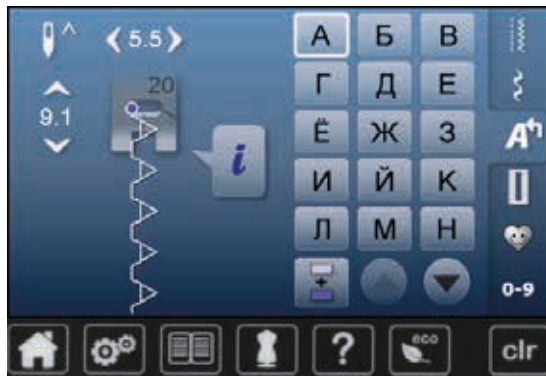 5.5
20
9.1
i
А Б В
Г Д Е
Ё Ж З
И Й К
Л М Н
A
0-9
?
eco
clr